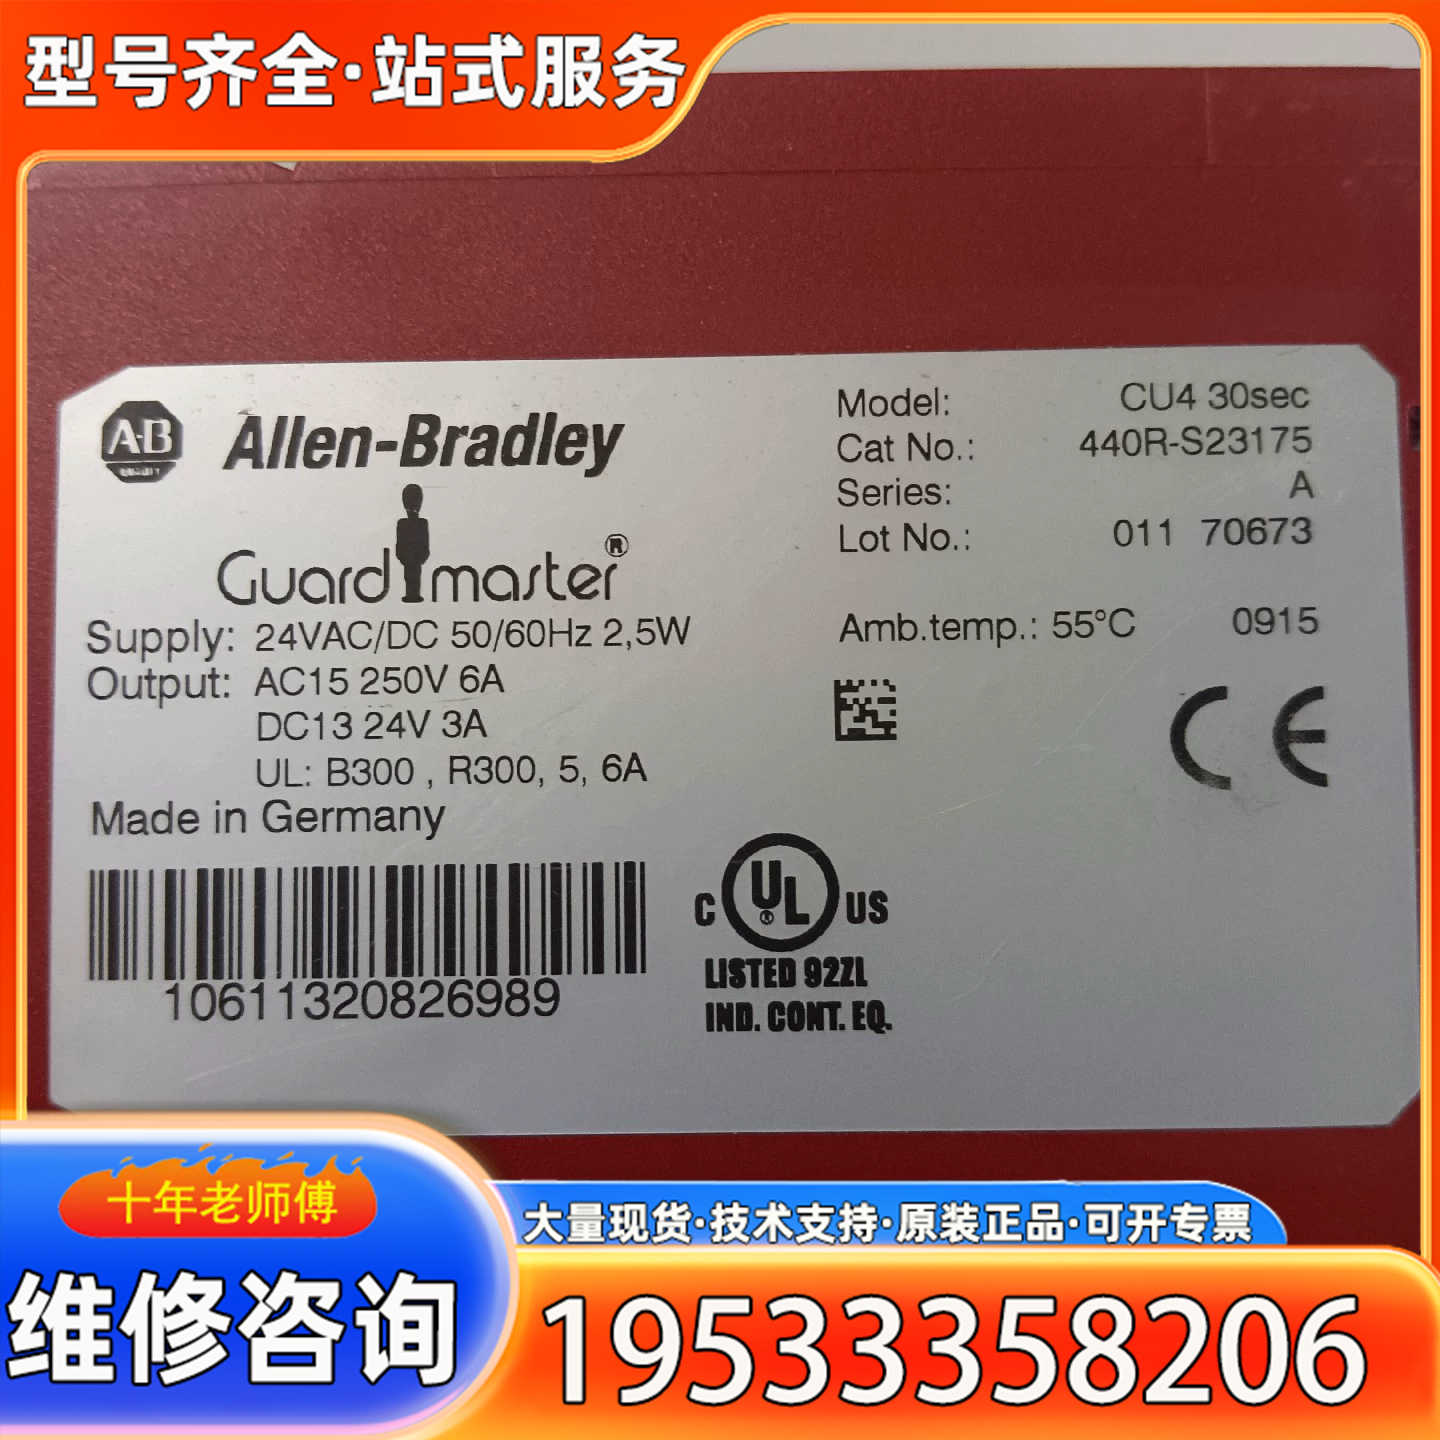 型号齐全·站式服务
A-B
Allen-Bradley
Guardmaster®
Model: CU4 30sec
Cat No.: 440R-S23175
Series: A
Lot No.: 011 70673
Supply: 24VAC/DC 50/60Hz 2,5W
Output: AC15 250V 6A
DC13 24V 3A
UL: B300 , R300, 5, 6A
Made in Germany
Amb.temp.: 55°C 0915
CE
10611320826989
C UL® US
LISTED 92ZL
IND. CONT. EQ.
十年老师傅
维修咨询
大量现货·技术支持·原装正品·可开专票
19533358206